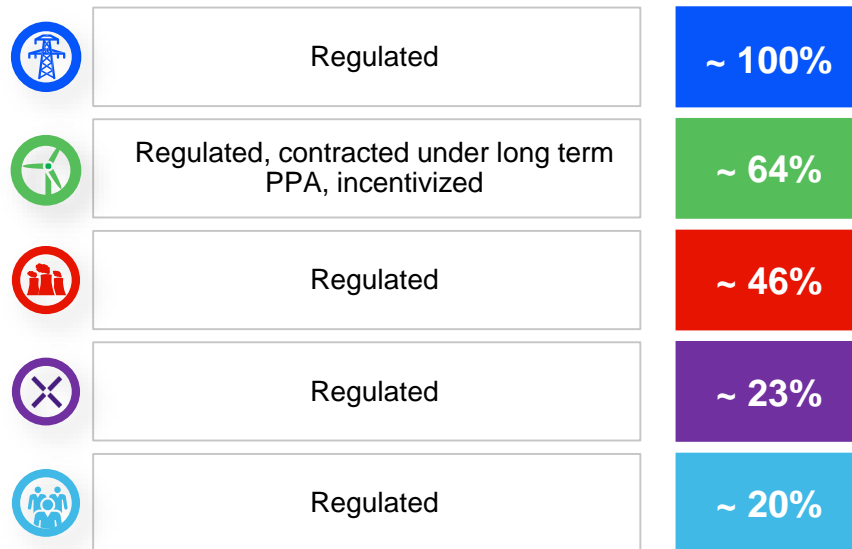 Regulated
~ 100%
Regulated, contracted under long term
PPA, incentivized
~ 64%
Regulated
~ 46%
Regulated
~ 23%
Regulated
~ 20%